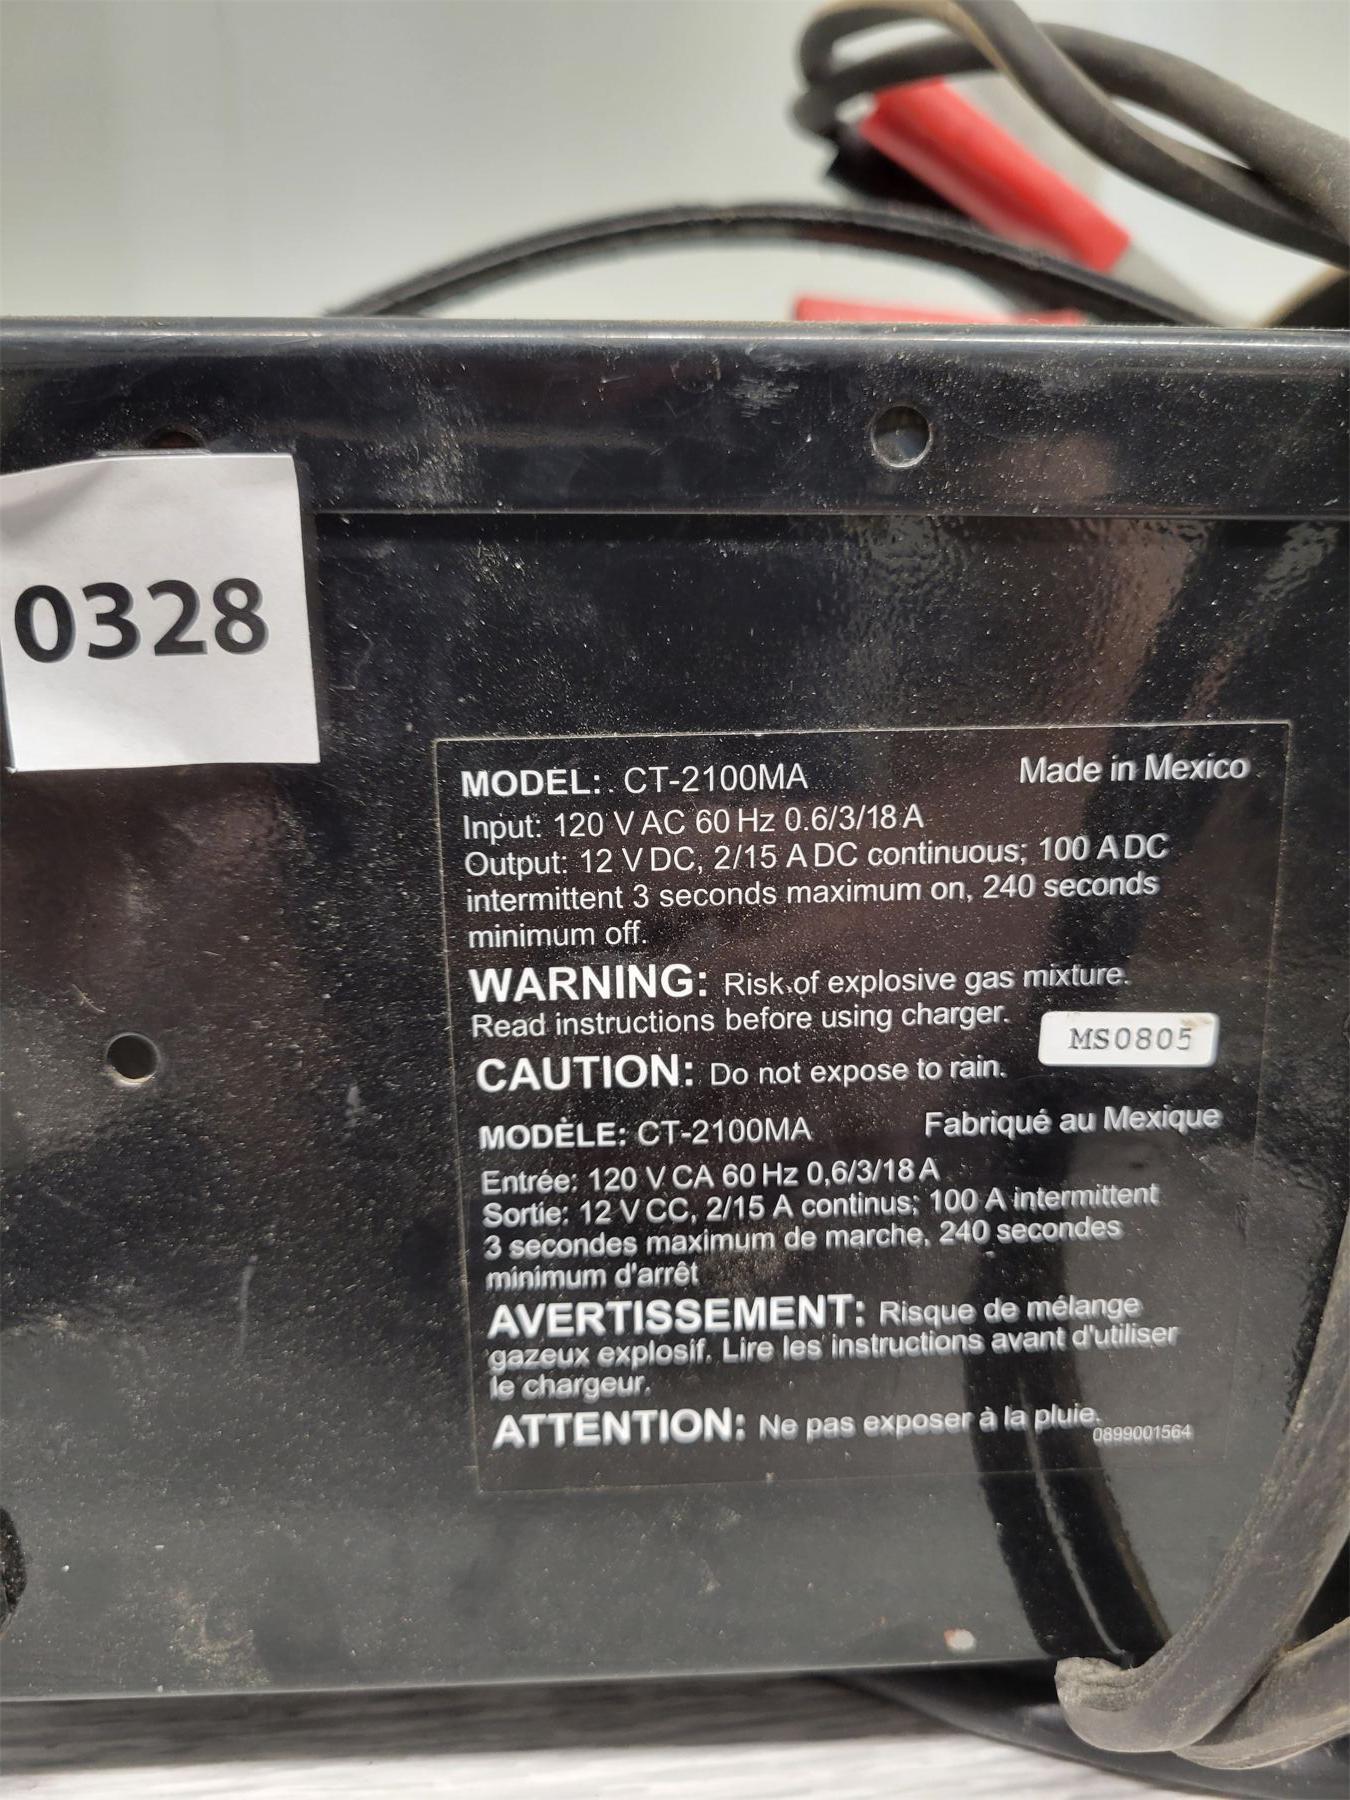 0328
MODEL: CT-2100MA Made in Mexico
Input: 120 V AC 60 Hz 0.6/3/18 A
Output: 12 V DC, 2/15 A DC continuous; 100 A DC
intermittent 3 seconds maximum on, 240 seconds
minimum off.
WARNING: Risk of explosive gas mixture.
Read instructions before using charger.
MS0805
CAUTION: Do not expose to rain.
MODÈLE: CT-2100MA Fabriqué au Mexique
Entrée: 120 V CA 60 Hz 0,6/3/18 A
Sortie: 12 V CC, 2/15 A continus; 100 A intermittent
3 secondes maximum de marche, 240 secondes
minimum d'arrêt
AVERTISSEMENT: Risque de mélange
gazeux explosif. Lire les instructions avant d'utiliser
le chargeur.
ATTENTION: Ne pas exposer à la pluie.
0899001564